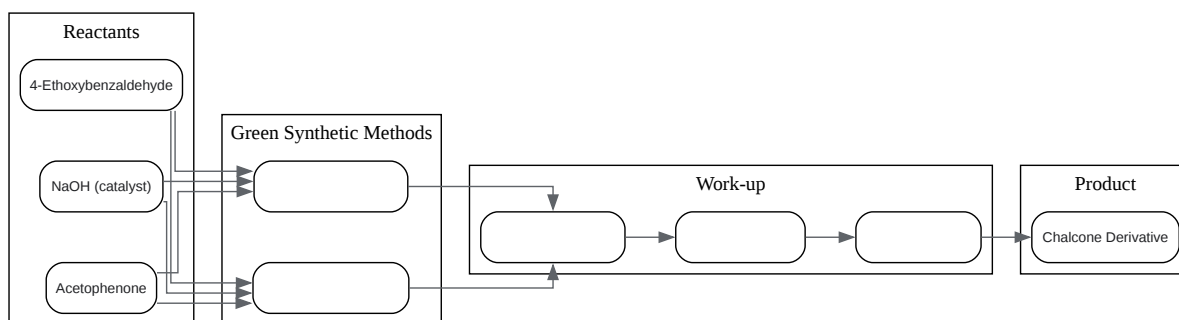 Reactants
4-Ethoxybenzaldehyde
NaOH (catalyst)
Acetophenone
Green Synthetic Methods
Work-up
Product
Chalcone Derivative